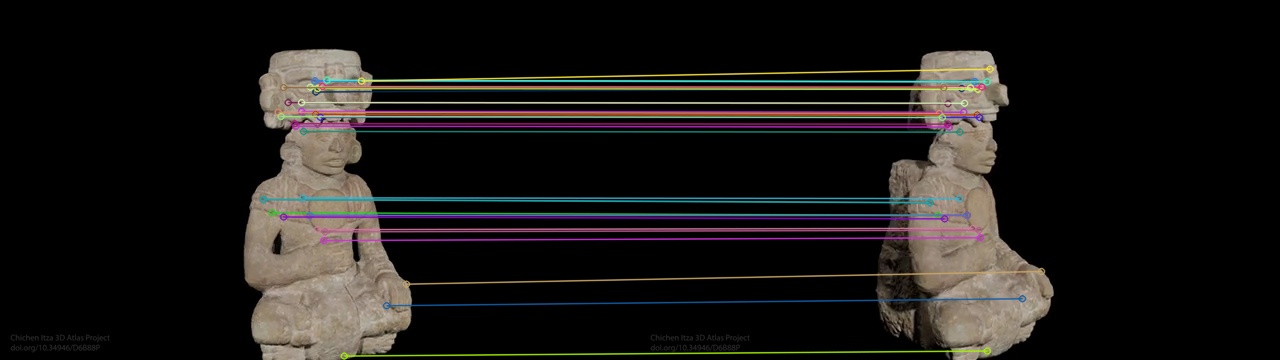 Chichen Itza 3D Atlas Project
doi.org/10.34946/D6B88P
Chichen Itza 3D Atlas Project
doi.org/10.34946/D6B88P